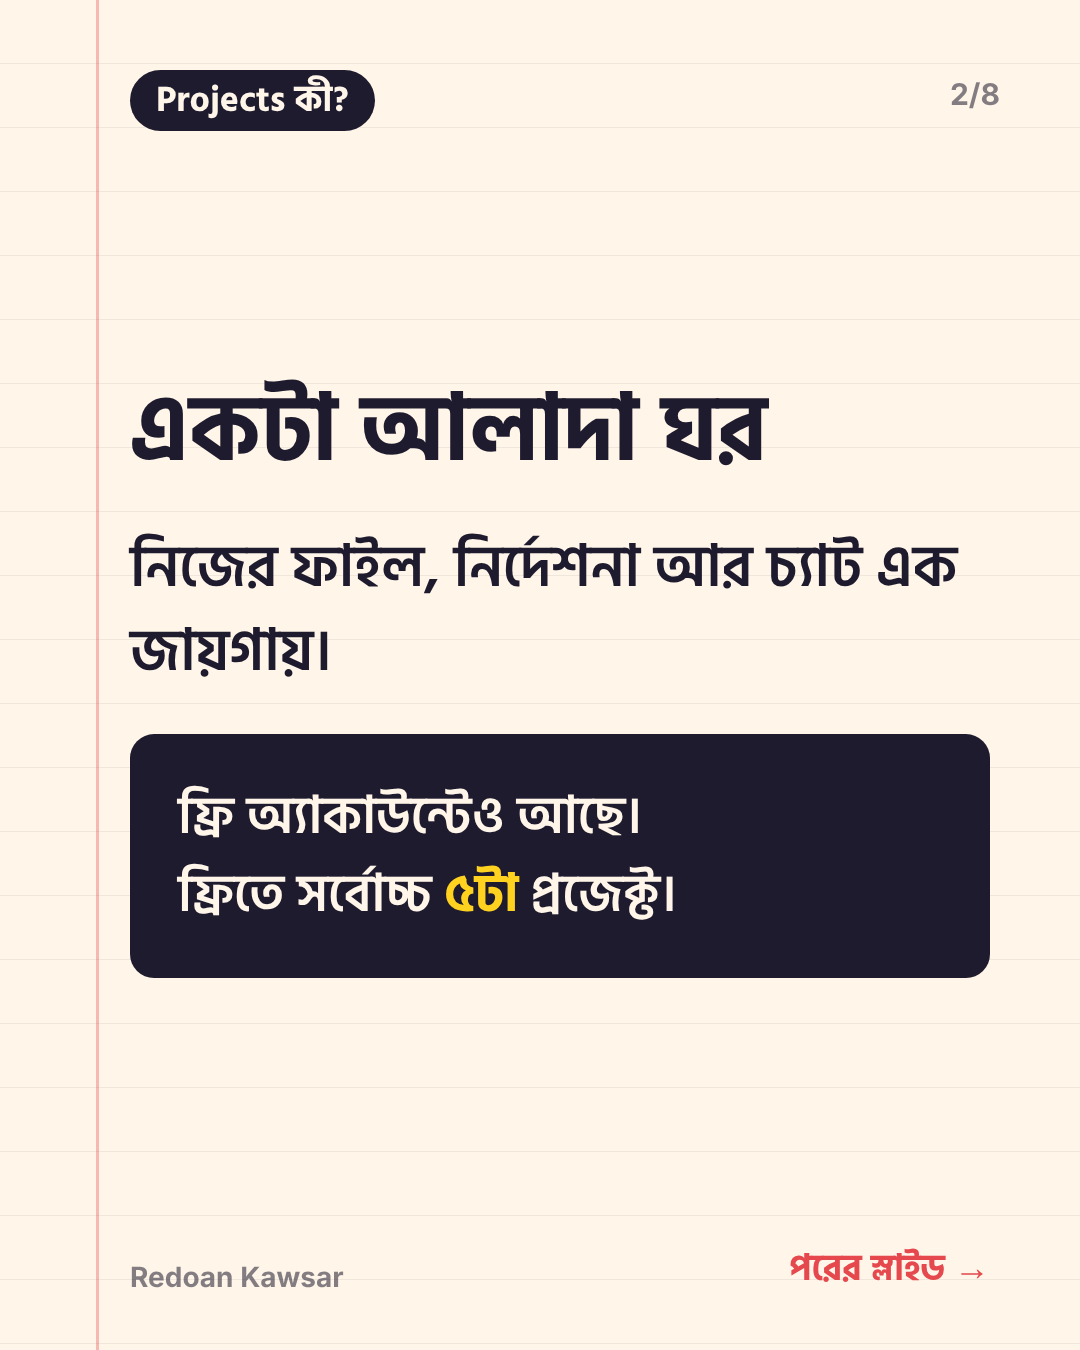 Projects কী?
2/8
একটা আলাদা ঘর
নিজের ফাইল, নির্দেশনা আর চ্যাট এক
জায়গায়।
ফ্রি অ্যাকাউন্টেও আছে।
ফ্রিতে সর্বোচ্চ ৫টা প্রজেক্ট।
Redoan Kawsar
পরের স্লাইড →